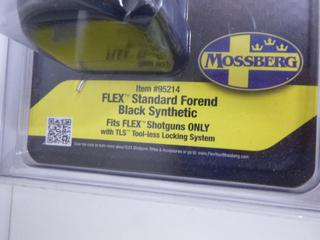 MOSSBERG
Item #95214
FLEX™ Standard Forend
Black Synthetic
Fits FLEX™ Shotguns ONLY
with TLS™ Tool-less Locking System